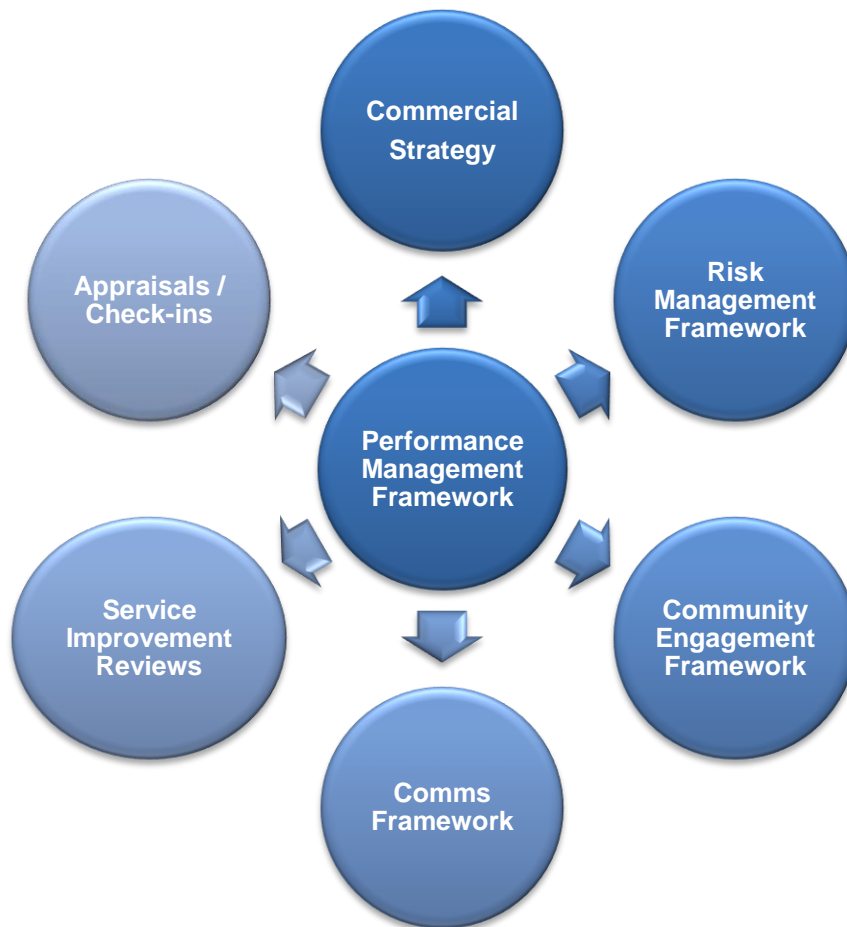 Commercial
Strategy
Risk
Management
Framework
Community
Engagement
Framework
Comms
Framework
Service
Improvement
Reviews
Appraisals /
Check-ins
Performance
Management
Framework